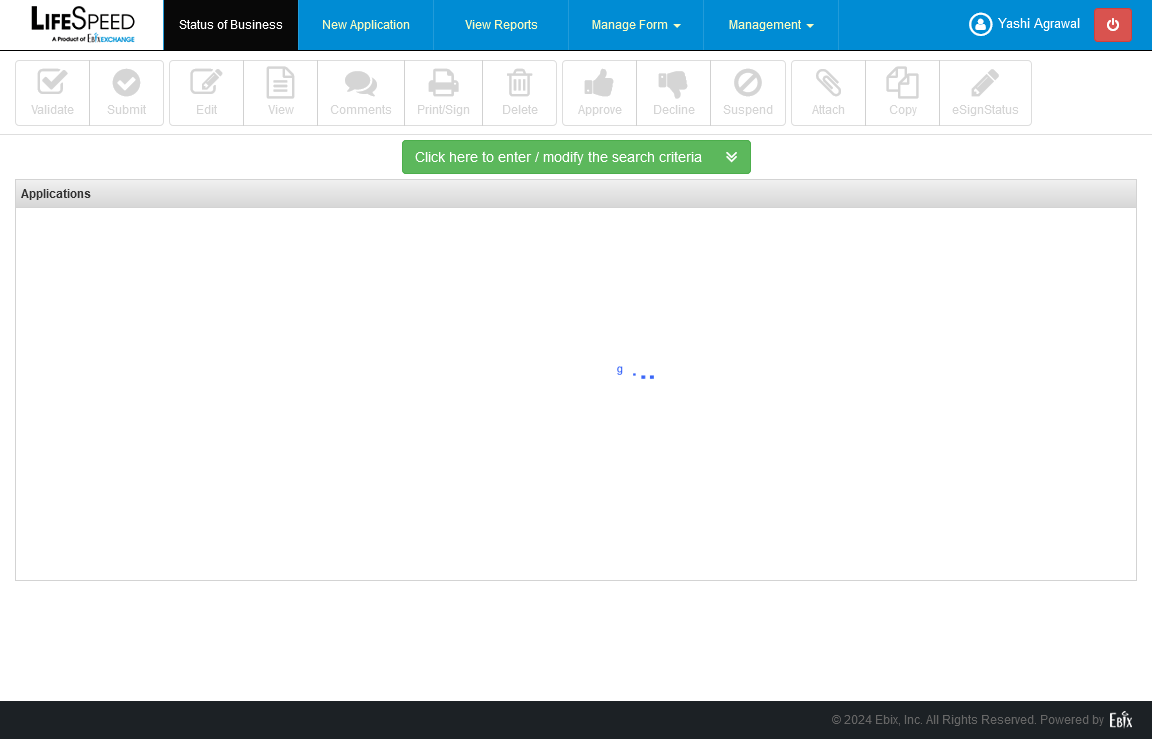 LIFESPEED
A Product of EbixEXCHANGE
Status of Business
New Application
View Reports
Manage Form
Management
Yashi Agrawal
Validate
Submit
Edit
View
Comments
Print/Sign
Delete
Approve
Decline
Suspend
Attach
Copy
eSignStatus
Click here to enter / modify the search criteria
Applications
g ...
© 2024 Ebix, Inc. All Rights Reserved. Powered by EBIX